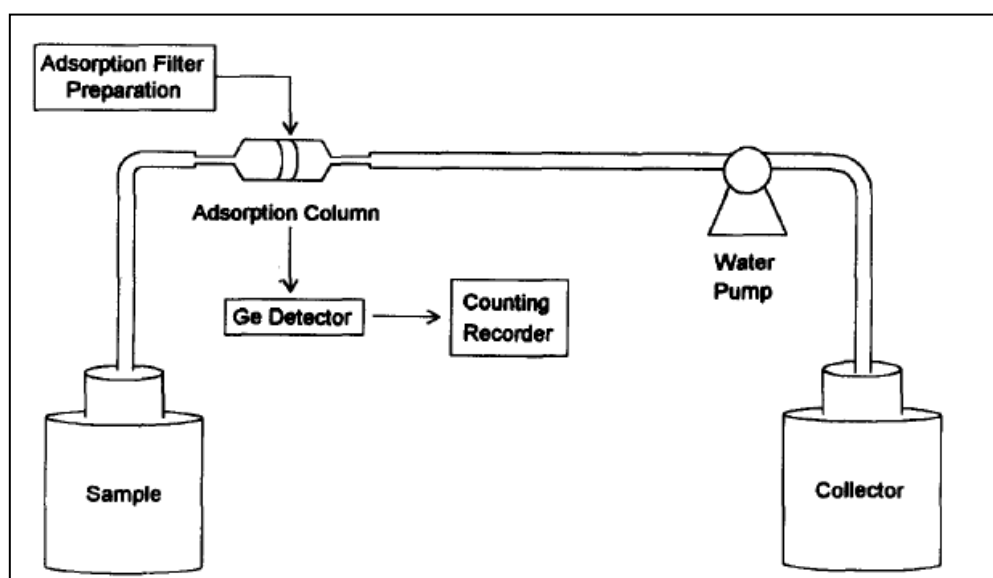 Adsorption Filter
Preparation
Adsorption Column
Water
Pump
Ge Detector
Counting
Recorder
Sample
Collector